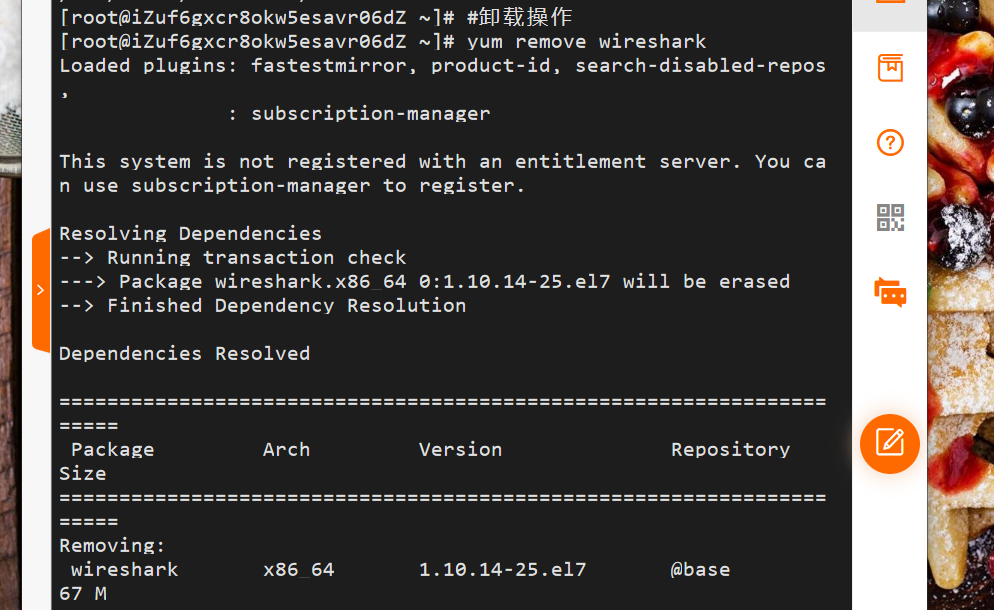 [root@iZuf6gxcr8okw5esavr06dZ ~]# #卸载操作
[root@iZuf6gxcr8okw5esavr06dZ ~]# yum remove wireshark
Loaded plugins: fastestmirror, product-id, search-disabled-repos
,
              : subscription-manager
This system is not registered with an entitlement server. You ca
n use subscription-manager to register.
Resolving Dependencies
--> Running transaction check
---> Package wireshark.x86_64 0:1.10.14-25.el7 will be erased
--> Finished Dependency Resolution
Dependencies Resolved
================================================================
=====
 Package         Arch         Version              Repository
Size
================================================================
=====
Removing:
 wireshark       x86_64       1.10.14-25.el7       @base
67 M